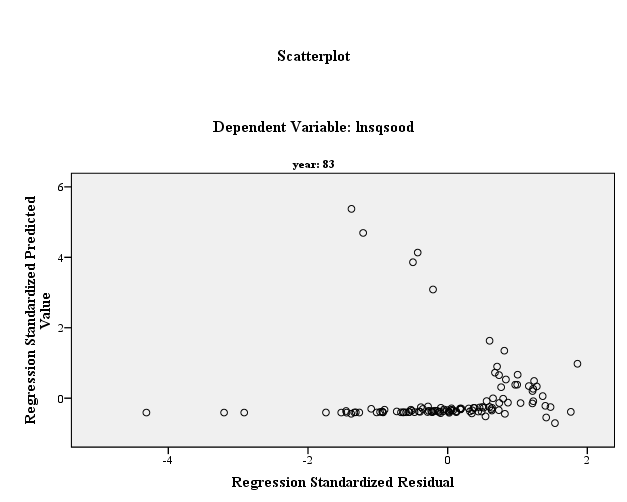 Scatterplot
Dependent Variable: lnsqsood
year: 83
Regression Standardized Predicted
Value
6
4
2
0
-4
-2
0
2
Regression Standardized Residual